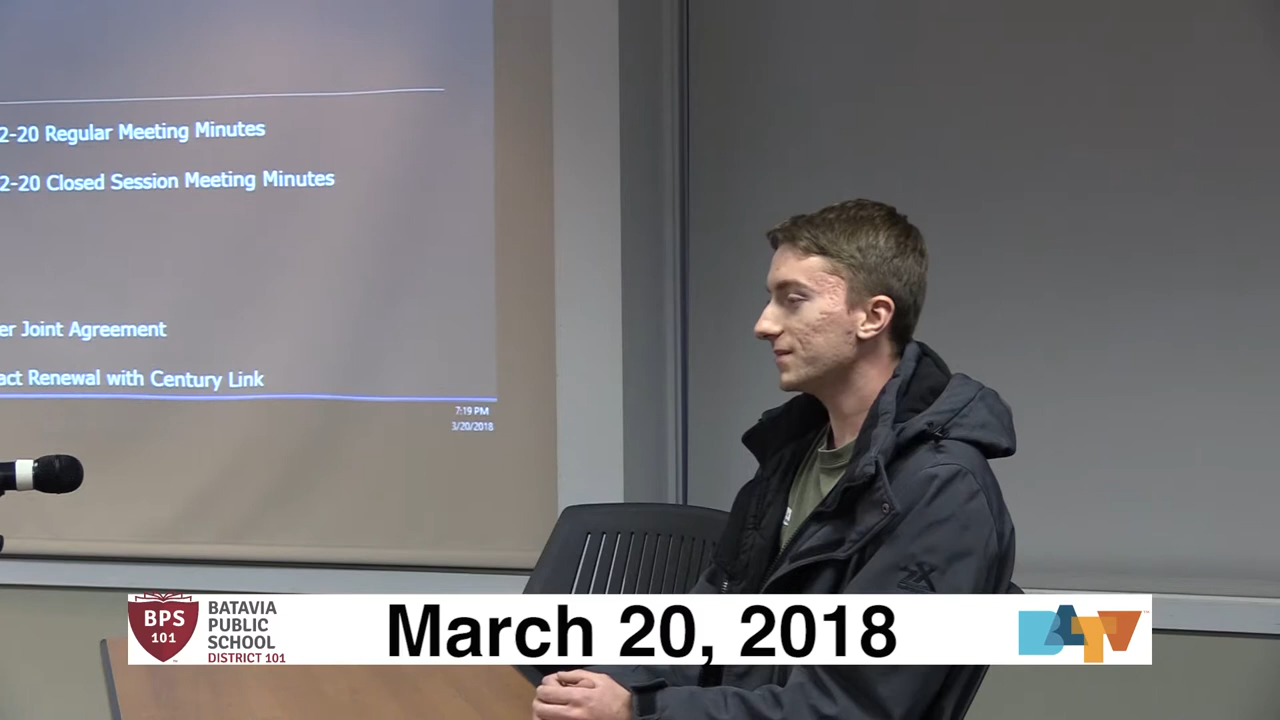 2-20 Regular Meeting Minutes
2-20 Closed Session Meeting Minutes
er Joint Agreement
act Renewal with Century Link
7:19 PM
3/20/2018
BPS
101
BATAVIA
PUBLIC
SCHOOL
DISTRICT 101
March 20, 2018
BATV